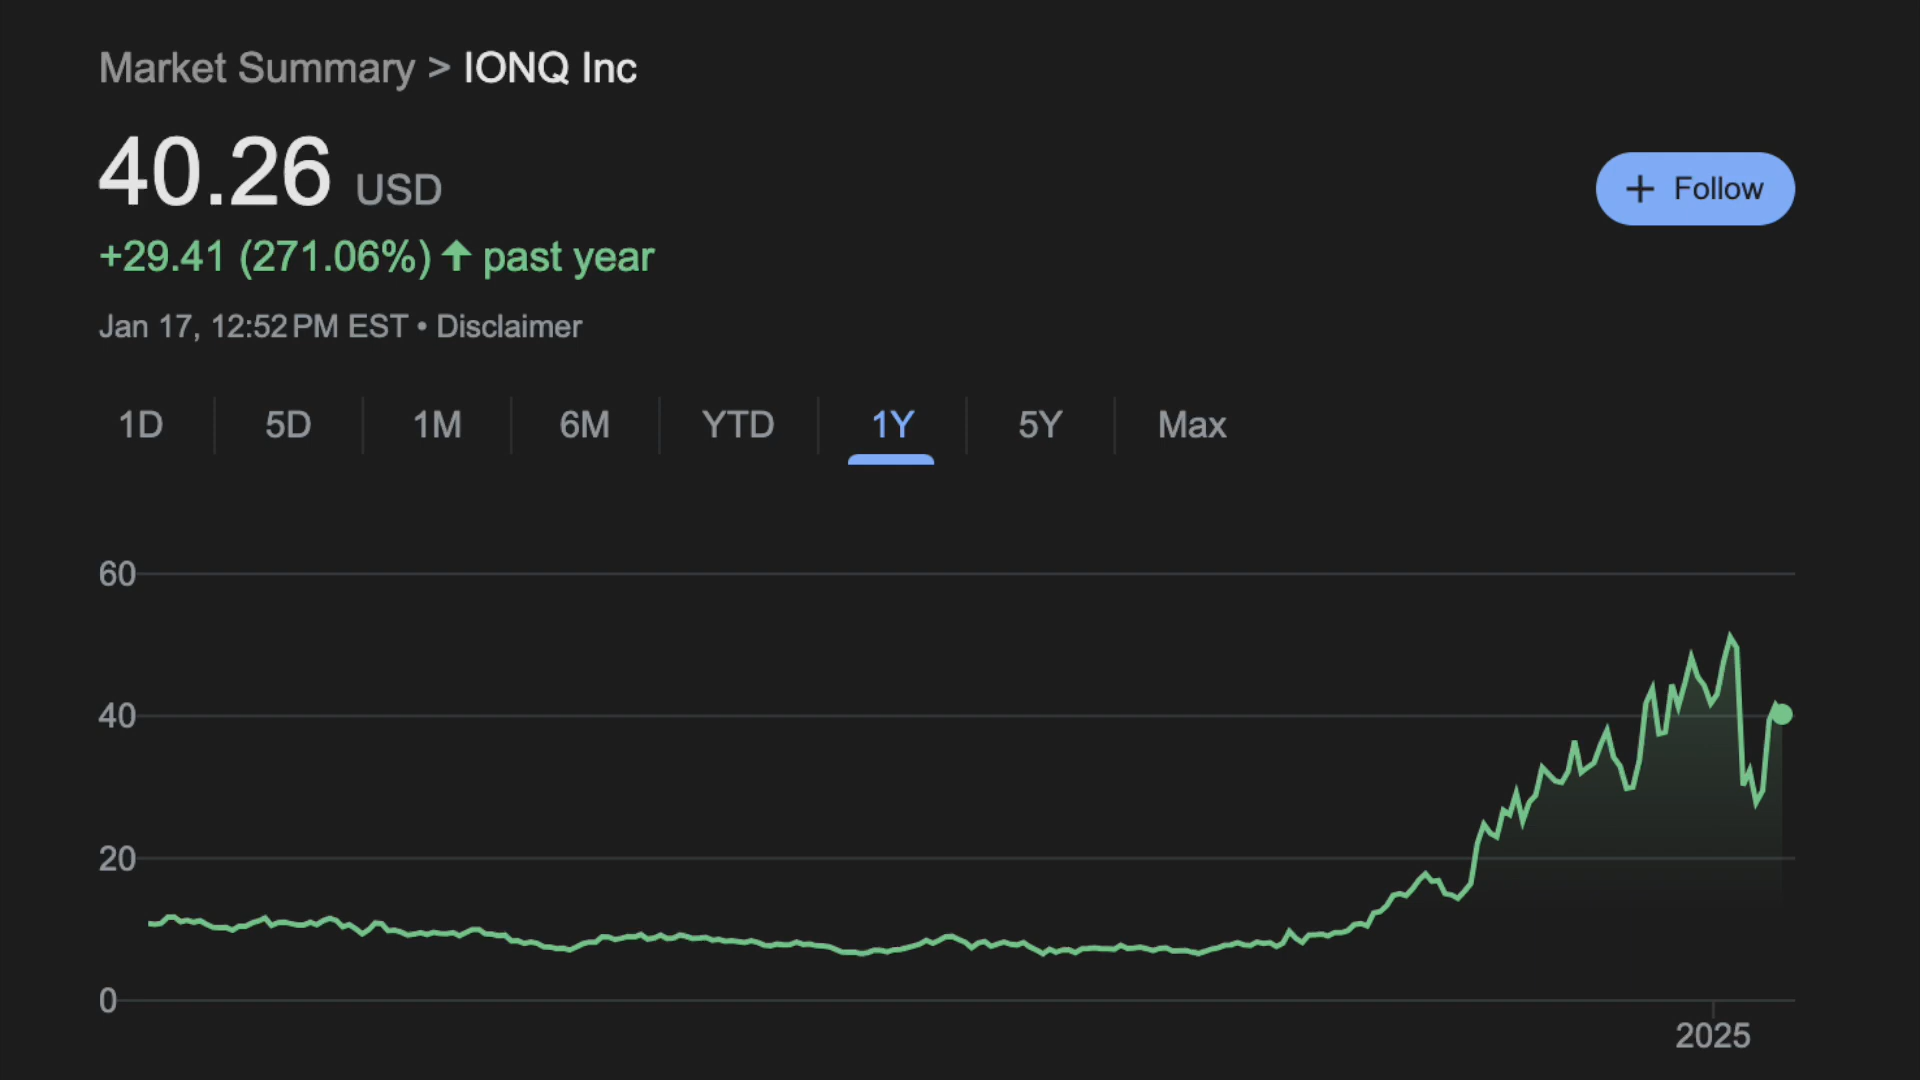 Market Summary > IONQ Inc
40.26 USD
+ Follow
+29.41 (271.06%) ↑ past year
Jan 17, 12:52 PM EST • Disclaimer
1D 5D 1M 6M YTD 1Y 5Y Max
60
40
20
0
2025